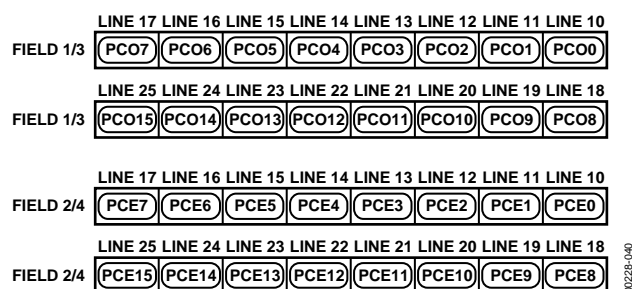 LINE 17 LINE 16 LINE 15 LINE 14 LINE 13 LINE 12 LINE 11 LINE 10
FIELD 1/3 PCO7 PCO6 PCO5 PCO4 PCO3 PCO2 PCO1 PCO0
LINE 25 LINE 24 LINE 23 LINE 22 LINE 21 LINE 20 LINE 19 LINE 18
FIELD 1/3 PCO15 PCO14 PCO13 PCO12 PCO11 PCO10 PCO9 PCO8
LINE 17 LINE 16 LINE 15 LINE 14 LINE 13 LINE 12 LINE 11 LINE 10
FIELD 2/4 PCE7 PCE6 PCE5 PCE4 PCE3 PCE2 PCE1 PCE0
LINE 25 LINE 24 LINE 23 LINE 22 LINE 21 LINE 20 LINE 19 LINE 18
FIELD 2/4 PCE15 PCE14 PCE13 PCE12 PCE11 PCE10 PCE9 PCE8